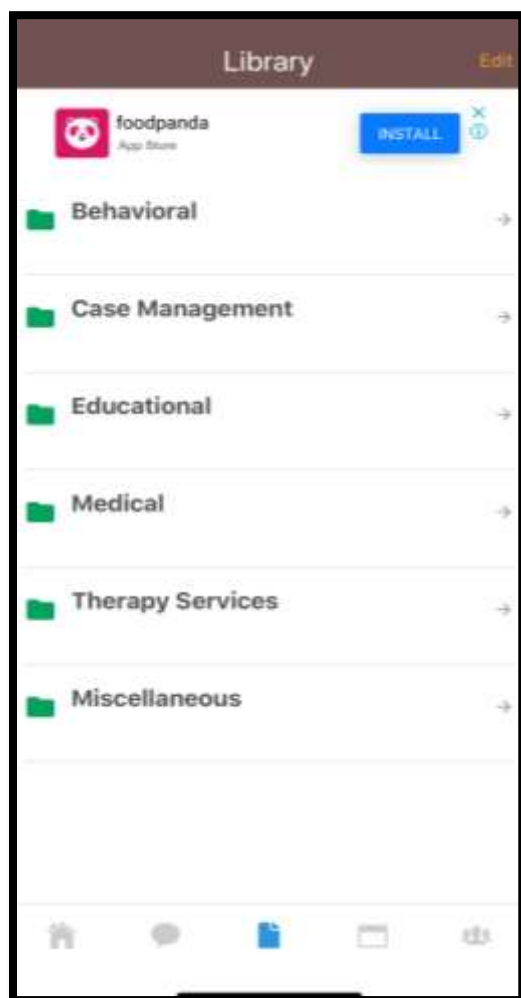 Library
Edit
foodpanda
App Store
INSTALL
Behavioral
Case Management
Educational
Medical
Therapy Services
Miscellaneous